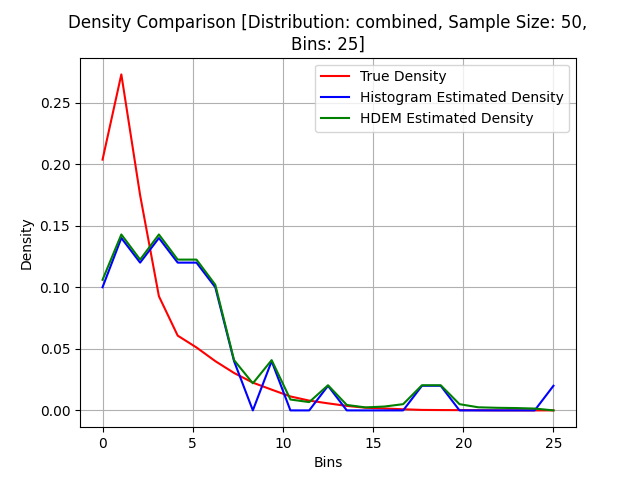 Density Comparison [Distribution: combined, Sample Size: 50,
Bins: 25]
True Density
Histogram Estimated Density
HDEM Estimated Density
Density
0.25
0.20
0.15
0.10
0.05
0.00
0 5 10 15 20 25
Bins